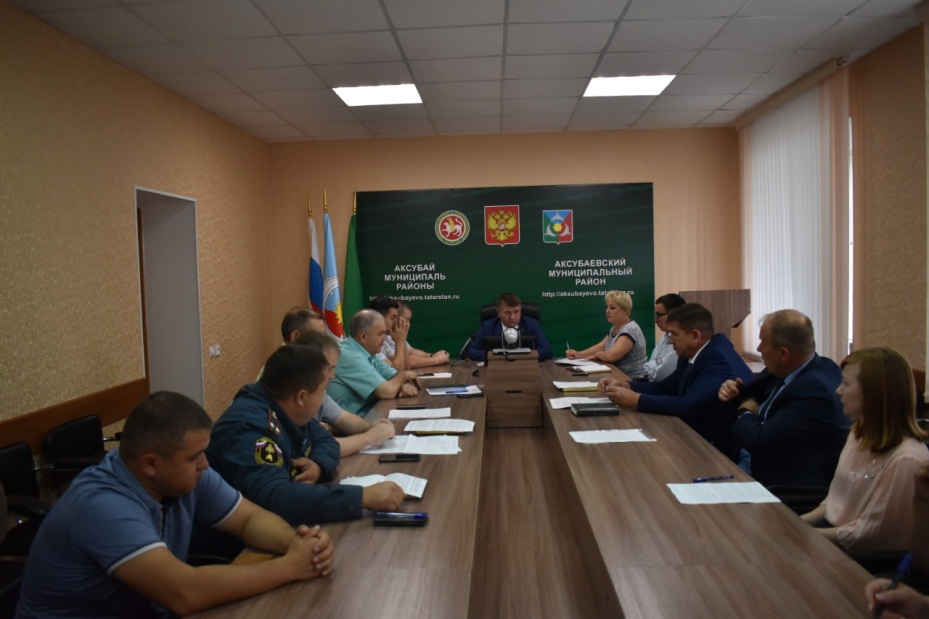 АКСУБАЙ
МУНИЦИПАЛЬ
РАЙОНЫ
http://aksubayevo.tatarstan.ru
АКСУБАЕВСКИЙ
МУНИЦИПАЛЬНЫЙ
РАЙОН
http://aksubayevo.tatarstan.ru